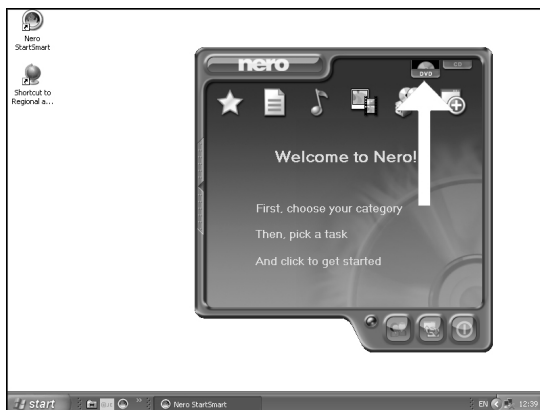 Nero
StartSmart
Shortcut to
Regional a...
nero
DVD
CD
Welcome to Nero!
First, choose your category
Then, pick a task
And click to get started
start
Nero StartSmart
EN
12:39